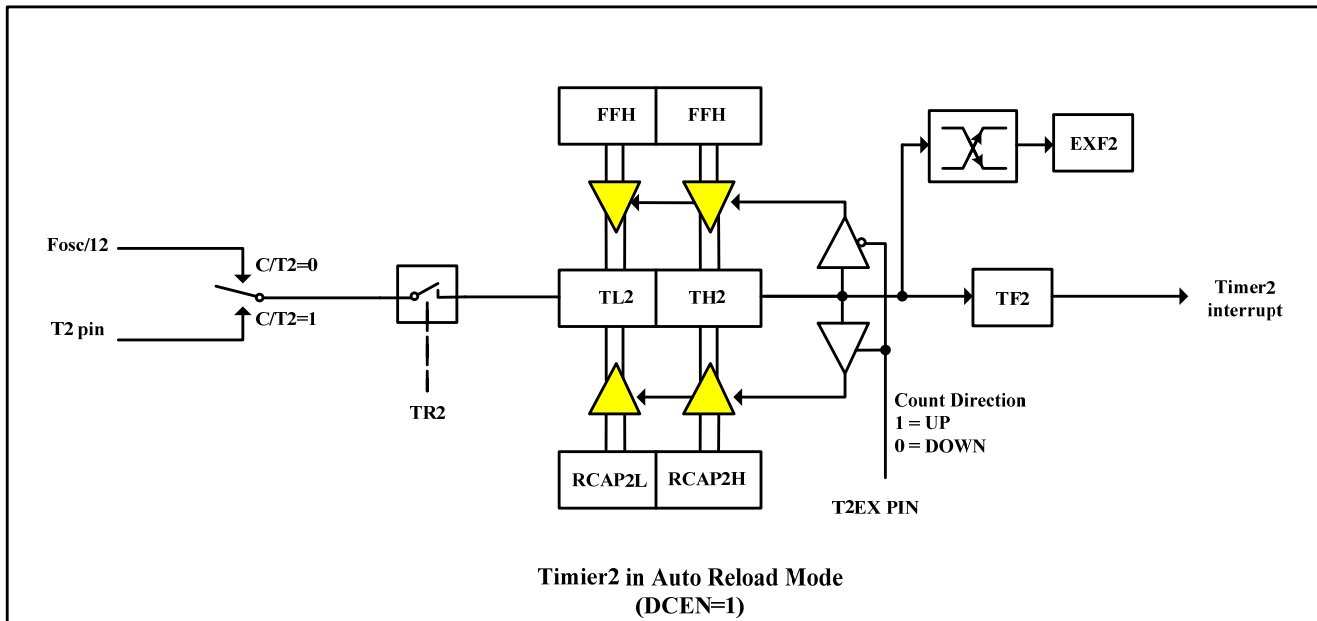 FFH FFH
EXF2
Fosc/12
C/T2=0
TL2 TH2
TF2
Timer2
interrupt
C/T2=1
T2 pin
TR2
Count Direction
1 = UP
0 = DOWN
RCAP2L RCAP2H
T2EX PIN
Timier2 in Auto Reload Mode
(DCEN=1)